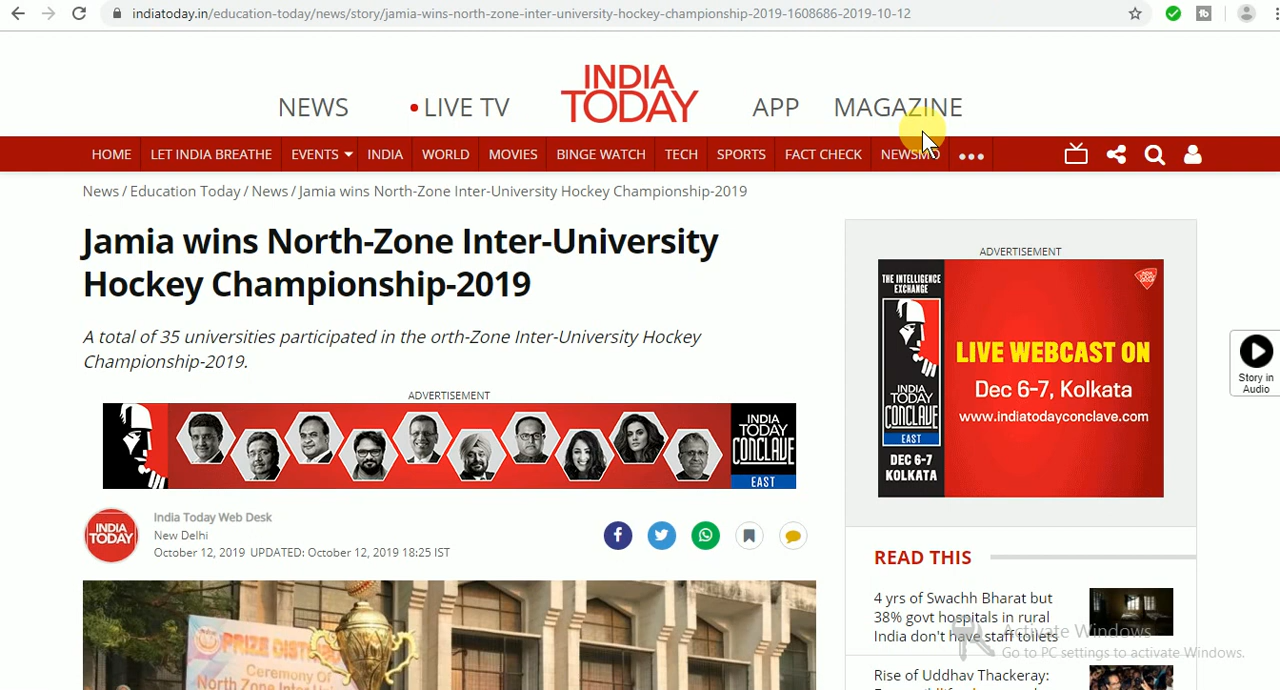 indiatoday.in/education-today/news/story/jamia-wins-north-zone-inter-university-hockey-championship-2019-1608686-2019-10-12
NEWS
LIVE TV
INDIA
TODAY
APP
MAGAZINE
HOME LET INDIA BREATHE EVENTS INDIA WORLD MOVIES BINGE WATCH TECH SPORTS FACT CHECK NEWSMO
News / Education Today / News / Jamia wins North-Zone Inter-University Hockey Championship-2019
Jamia wins North-Zone Inter-University
Hockey Championship-2019
A total of 35 universities participated in the orth-Zone Inter-University Hockey
Championship-2019.
ADVERTISEMENT
INDIA
TODAY
CONCLAVE
EAST
INDIA
TODAY
India Today Web Desk
New Delhi
October 12, 2019 UPDATED: October 12, 2019 18:25 IST
PRIZE DISTRI
Ceremony Of
North Zone Inter
ADVERTISEMENT
THE INTELLIGENCE
EXCHANGE
INDIA
TODAY
CONCLAVE
EAST
DEC 6-7
KOLKATA
LIVE WEBCAST ON
Dec 6-7, Kolkata
www.indiatodayconclave.com
Story in
Audio
READ THIS
4 yrs of Swachh Bharat but
38% govt hospitals in rural
India don't have staff toilets
Rise of Uddhav Thackeray:
Activate Windows
Go to PC settings to activate Windows.